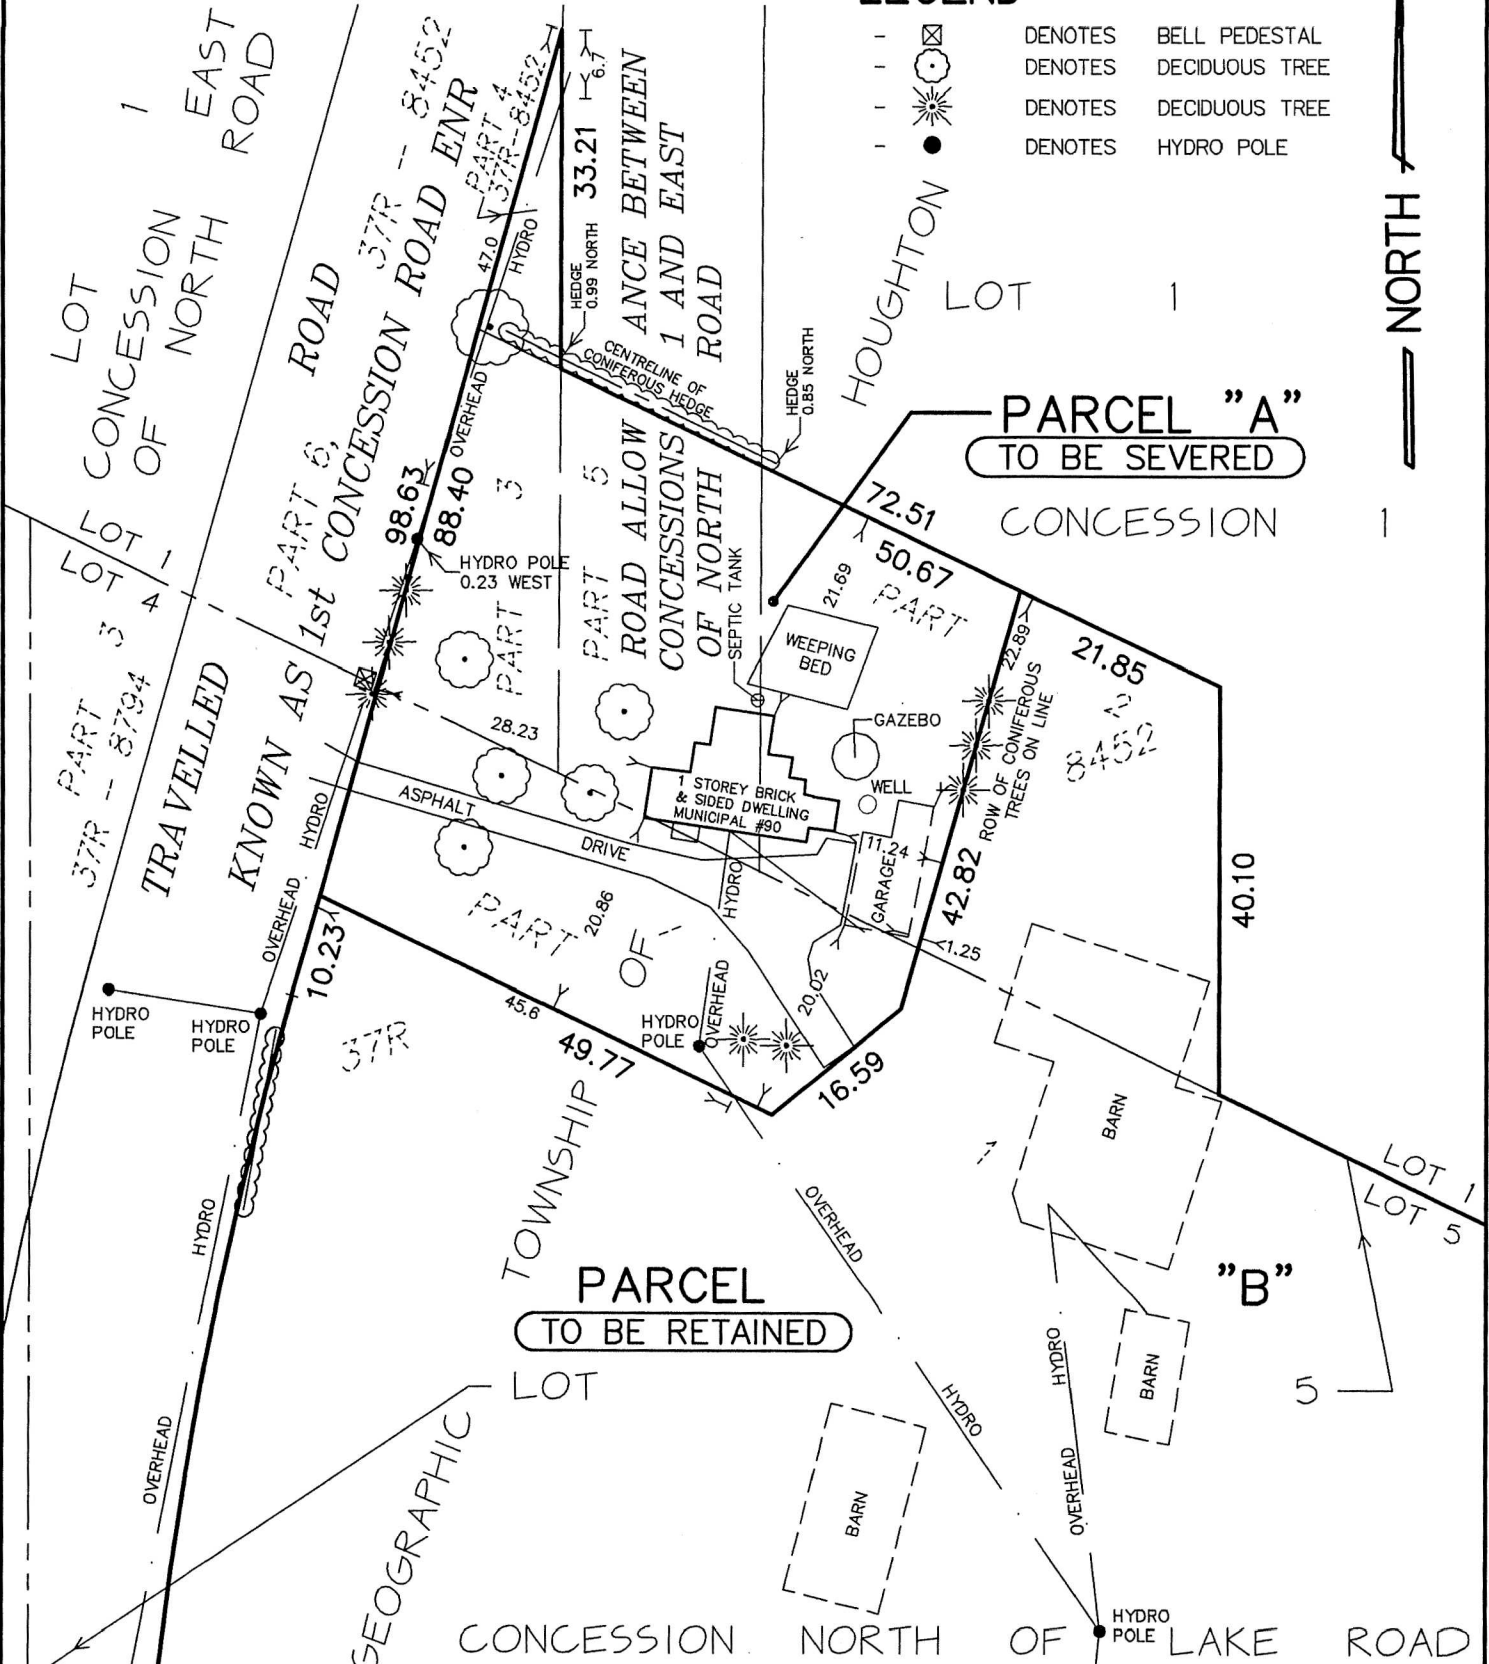 LEGEND
- DENOTES BELL PEDESTAL
- DENOTES DECIDUOUS TREE
- DENOTES DECIDUOUS TREE
- DENOTES HYDRO POLE
NORTH
LOT 1
CONCESSION EAST
OF NORTH ROAD
ROAD
37R -- 8452
PART 6,
1st CONCESSION ROAD ENR
PART 4
37R-8452
6.7
33.21
47.0
HYDRO
HEDGE
0.99 NORTH
ROAD ALLOWANCE BETWEEN
CONCESSIONS 1 AND EAST
OF NORTH ROAD
HOUGHTON
LOT 1
CENTRELINE OF
CONIFEROUS HEDGE
HEDGE
0.85 NORTH
OVERHEAD
PARCEL "A"
TO BE SEVERED
CONCESSION 1
LOT 1
LOT 4
98.63
88.40
HYDRO POLE
0.23 WEST
PART 3
PART 5
SEPTIC TANK
72.51
50.67
21.69
PART
WEEPING
BED
22.89
21.85
2
8452
PART 3
37R -- 8794
TRAVELLED
KNOWN AS
28.23
GAZEBO
WELL
ROW OF CONIFEROUS
TREES ON LINE
1 STOREY BRICK
& SIDED DWELLING
MUNICIPAL #90
ASPHALT
DRIVE
1
11.24
GARAGE
42.82
40.10
HYDRO
HYDRO
OVERHEAD
PART 1
20.86
OF
1.25
20.02
10.23
45.6
49.77
16.59
HYDRO
POLE
HYDRO
POLE
HYDRO
POLE
OVERHEAD
37R
TOWNSHIP
BARN
1
LOT 1
LOT 5
HYDRO
OVERHEAD
PARCEL "B"
TO BE RETAINED
LOT 5
HYDRO
HYDRO
BARN
OVERHEAD
OVERHEAD
BARN
GEOGRAPHIC
HYDRO
POLE
CONCESSION NORTH OF LAKE ROAD